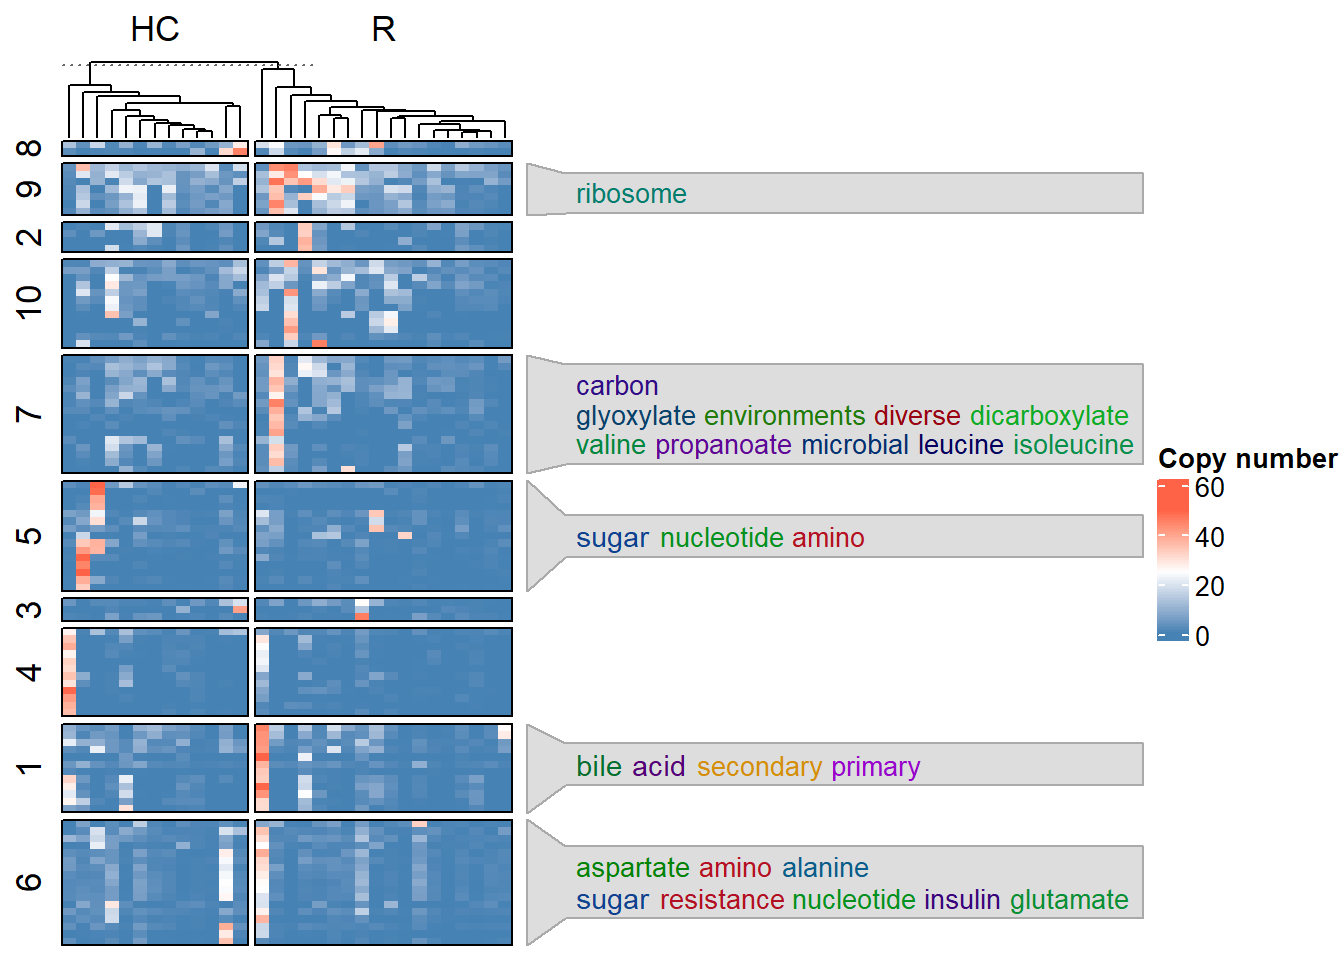 HC R
8
9 ribosome
2
10
7 carbon
glyoxylate environments diverse dicarboxylate
valine propanoate microbial leucine isoleucine
Copy number
60
40
20
0
5 sugar nucleotide amino
3
4
1 bile acid secondary primary
6 aspartate amino alanine
sugar resistance nucleotide insulin glutamate